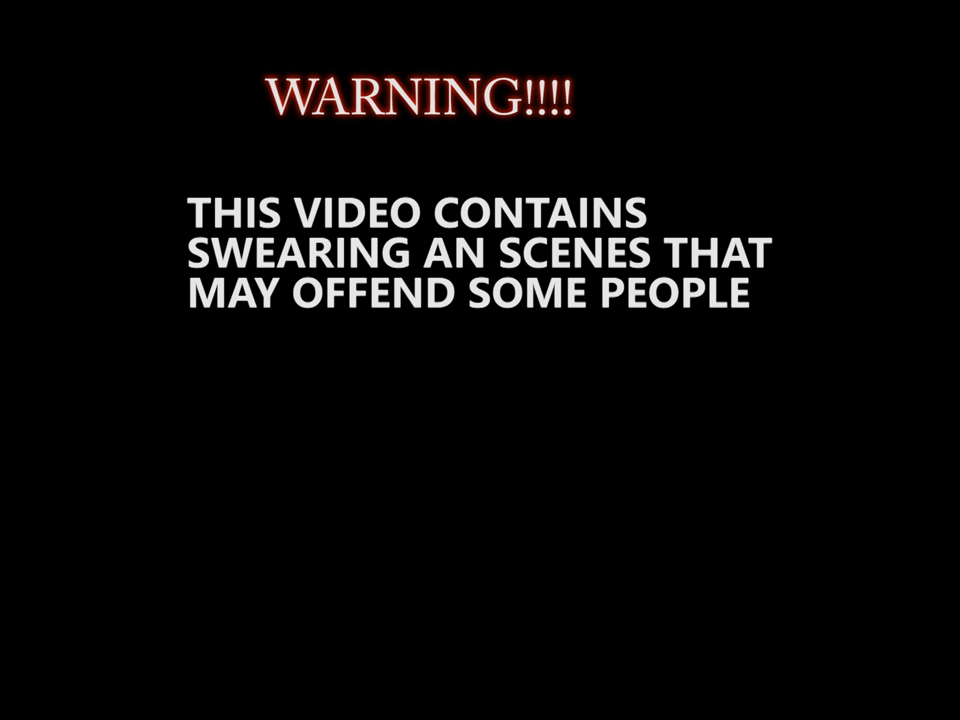 WARNING!!!!
THIS VIDEO CONTAINS
SWEARING AN SCENES THAT
MAY OFFEND SOME PEOPLE